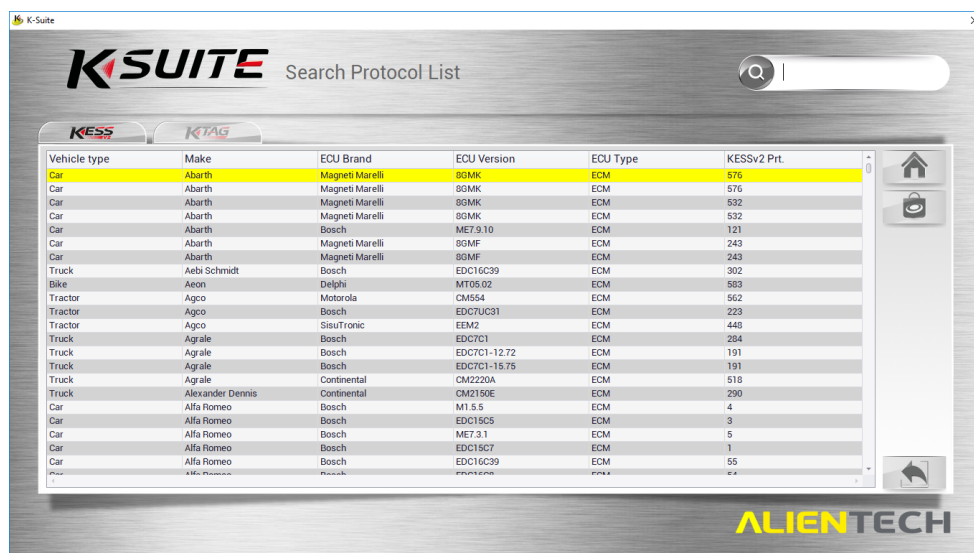 K-Suite
KSUITE Search Protocol List
KESS V2 KTAG
Vehicle type Make ECU Brand ECU Version ECU Type KESSv2 Prt.
Car Abarth Magneti Marelli 8GMK ECM 576
Car Abarth Magneti Marelli 8GMK ECM 576
Car Abarth Magneti Marelli 8GMK ECM 532
Car Abarth Magneti Marelli 8GMK ECM 532
Car Abarth Bosch ME7.9.10 ECM 121
Car Abarth Magneti Marelli 8GMF ECM 243
Car Abarth Magneti Marelli 8GMF ECM 243
Truck Aebi Schmidt Bosch EDC16C39 ECM 302
Bike Aeon Delphi MT05.02 ECM 583
Tractor Agco Motorola CM554 ECM 562
Tractor Agco Bosch EDC7UC31 ECM 223
Tractor Agco SisuTronic EEM2 ECM 448
Truck Agrale Bosch EDC7C1 ECM 284
Truck Agrale Bosch EDC7C1-12.72 ECM 191
Truck Agrale Bosch EDC7C1-15.75 ECM 191
Truck Agrale Continental CM2220A ECM 518
Truck Alexander Dennis Continental CM2150E ECM 290
Car Alfa Romeo Bosch M1.5.5 ECM 4
Car Alfa Romeo Bosch EDC15C5 ECM 3
Car Alfa Romeo Bosch ME7.3.1 ECM 5
Car Alfa Romeo Bosch EDC15C7 ECM 1
Car Alfa Romeo Bosch EDC16C39 ECM 55
ALIENTECH